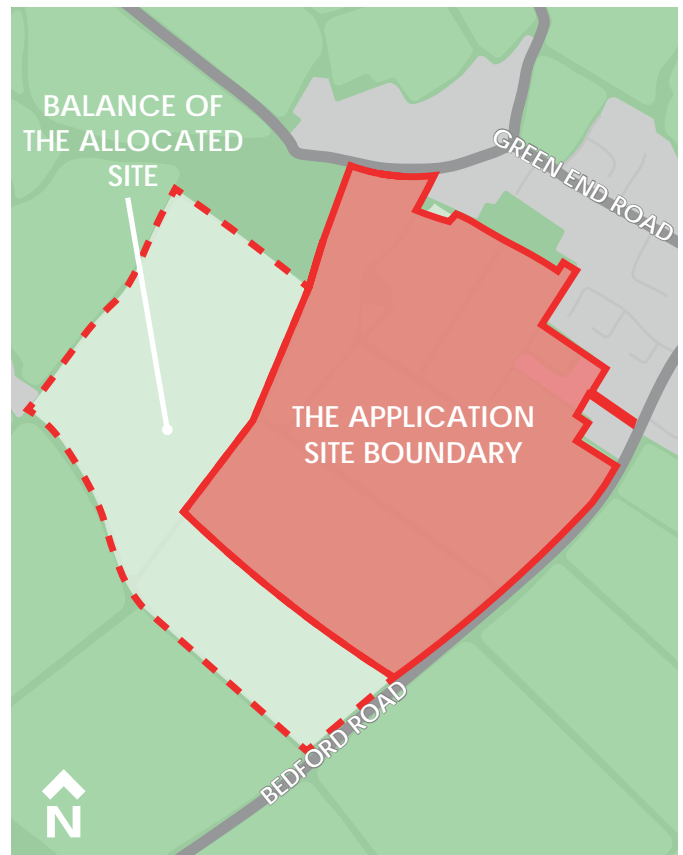 BALANCE OF
THE ALLOCATED
SITE
GREEN END ROAD
THE APPLICATION
SITE BOUNDARY
BEDFORD ROAD
N